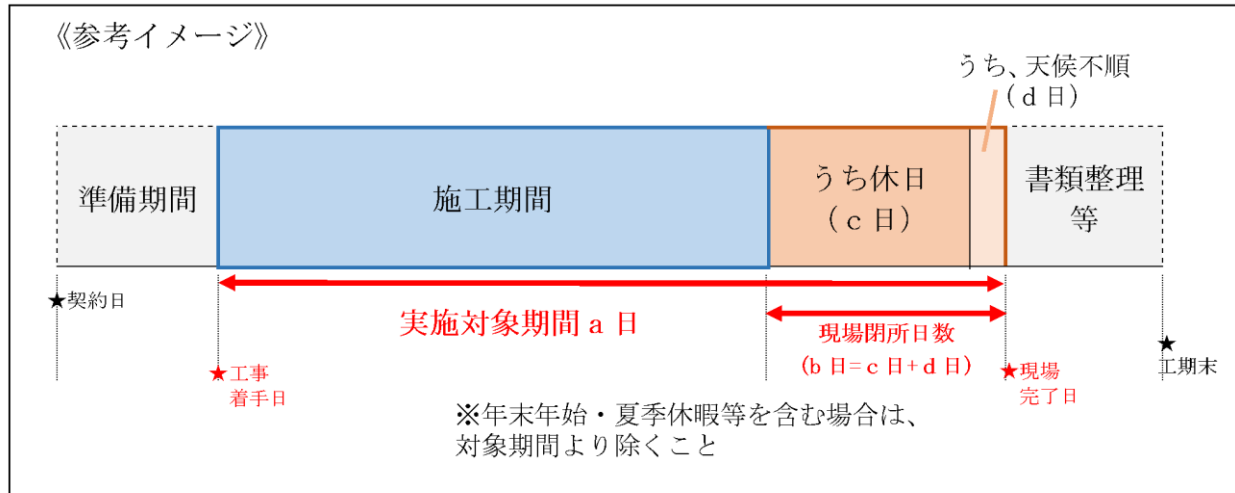 《参考イメージ》
うち、天候不順
(d日)
準備期間
施工期間
うち休日
(c日)
書類整理
等
★契約日
実施対象期間 a 日
現場閉所日数
(b日=c日+d日)
★工事
着手日
★現場
完了日
★
工期末
※年末年始・夏季休暇等を含む場合は、
対象期間より除くこと